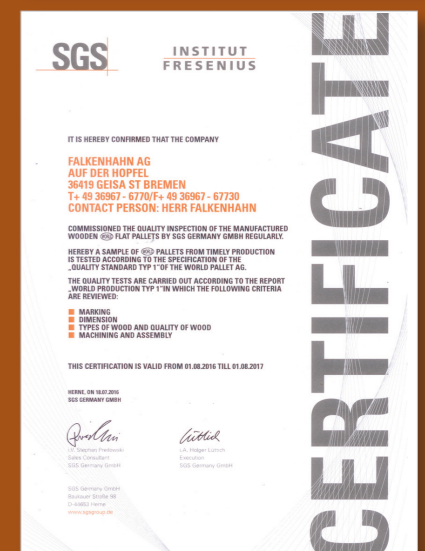 SGS
INSTITUT
FRESENIUS
CERTIFICATE
IT IS HEREBY CONFIRMED THAT THE COMPANY
FALKENHAHN AG
AUF DER HOPFEL
36419 GEISA ST BREMEN
T+ 49 36967 - 6770/F+ 49 36967 - 67730
CONTACT PERSON: HERR FALKENHAHN
COMMISSIONED THE QUALITY INSPECTION OF THE MANUFACTURED
WOODEN FLAT PALLETS BY SGS GERMANY GMBH REGULARLY.
HEREBY A SAMPLE OF PALLETS FROM TIMELY PRODUCTION
IS TESTED ACCORDING TO THE SPECIFICATION OF THE
„QUALITY STANDARD TYP 1"OF THE WORLD PALLET AG.
THE QUALITY TESTS ARE CARRIED OUT ACCORDING TO THE REPORT
„WORLD PRODUCTION TYP 1"IN WHICH THE FOLLOWING CRITERIA
ARE REVIEWED:
MARKING
DIMENSION
TYPES OF WOOD AND QUALITY OF WOOD
MACHINING AND ASSEMBLY
THIS CERTIFICATION IS VALID FROM 01.08.2016 TILL 01.08.2017
HERNE, ON 18.07.2016
SGS GERMANY GMBH
i.V. Stephan
Sales Consultant
SGS Germany GmbH
i.A. Holger
Execution
SGS Germany GmbH
SGS Germany GmbH
Straße
Herne
www.sgsgroup.de